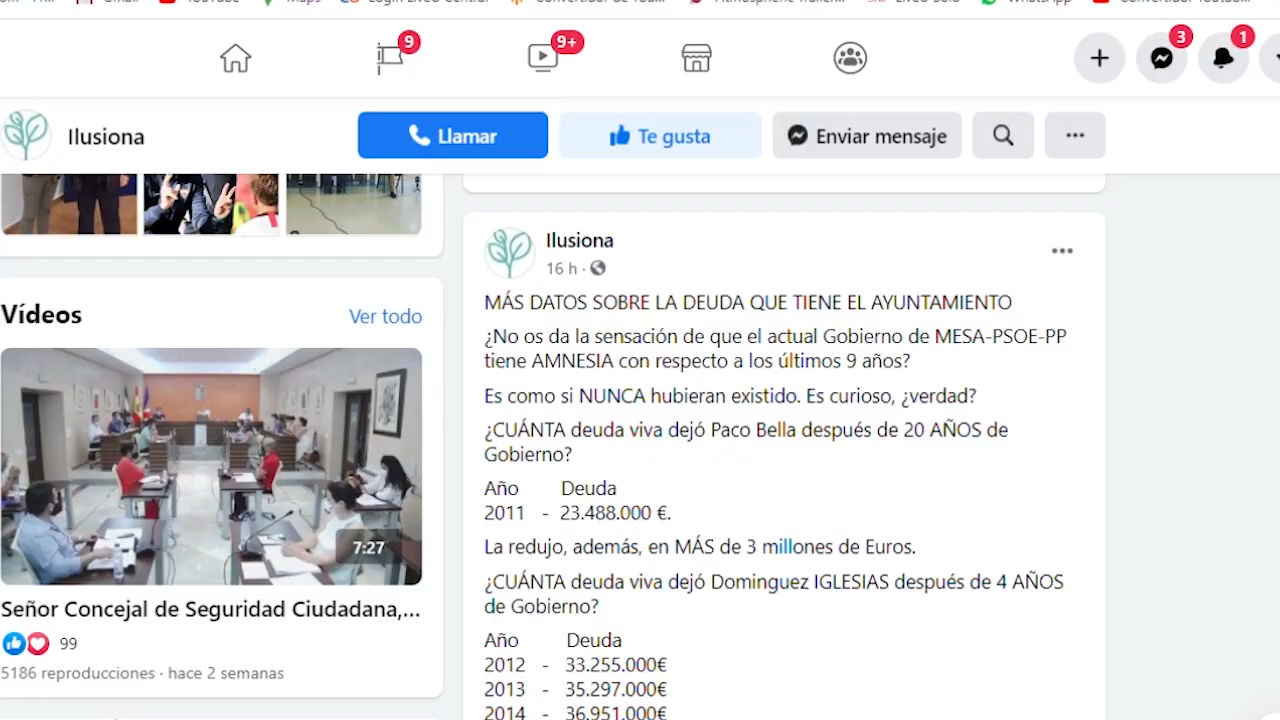 9
9+
3
1
Ilusiona
Llamar
Te gusta
Enviar mensaje
Vídeos
Ver todo
7:27
Señor Concejal de Seguridad Ciudadana,...
99
5186 reproducciones · hace 2 semanas
Ilusiona
16 h ·
MÁS DATOS SOBRE LA DEUDA QUE TIENE EL AYUNTAMIENTO
¿No os da la sensación de que el actual Gobierno de MESA-PSOE-PP
tiene AMNESIA con respecto a los últimos 9 años?
Es como si NUNCA hubieran existido. Es curioso, ¿verdad?
¿CUÁNTA deuda viva dejó Paco Bella después de 20 AÑOS de
Gobierno?
Año Deuda
2011 - 23.488.000 €.
La redujo, además, en MÁS de 3 millones de Euros.
¿CUÁNTA deuda viva dejó Dominguez IGLESIAS después de 4 AÑOS
de Gobierno?
Año Deuda
2012 - 33.255.000€
2013 - 35.297.000€
2014 - 36.951.000€